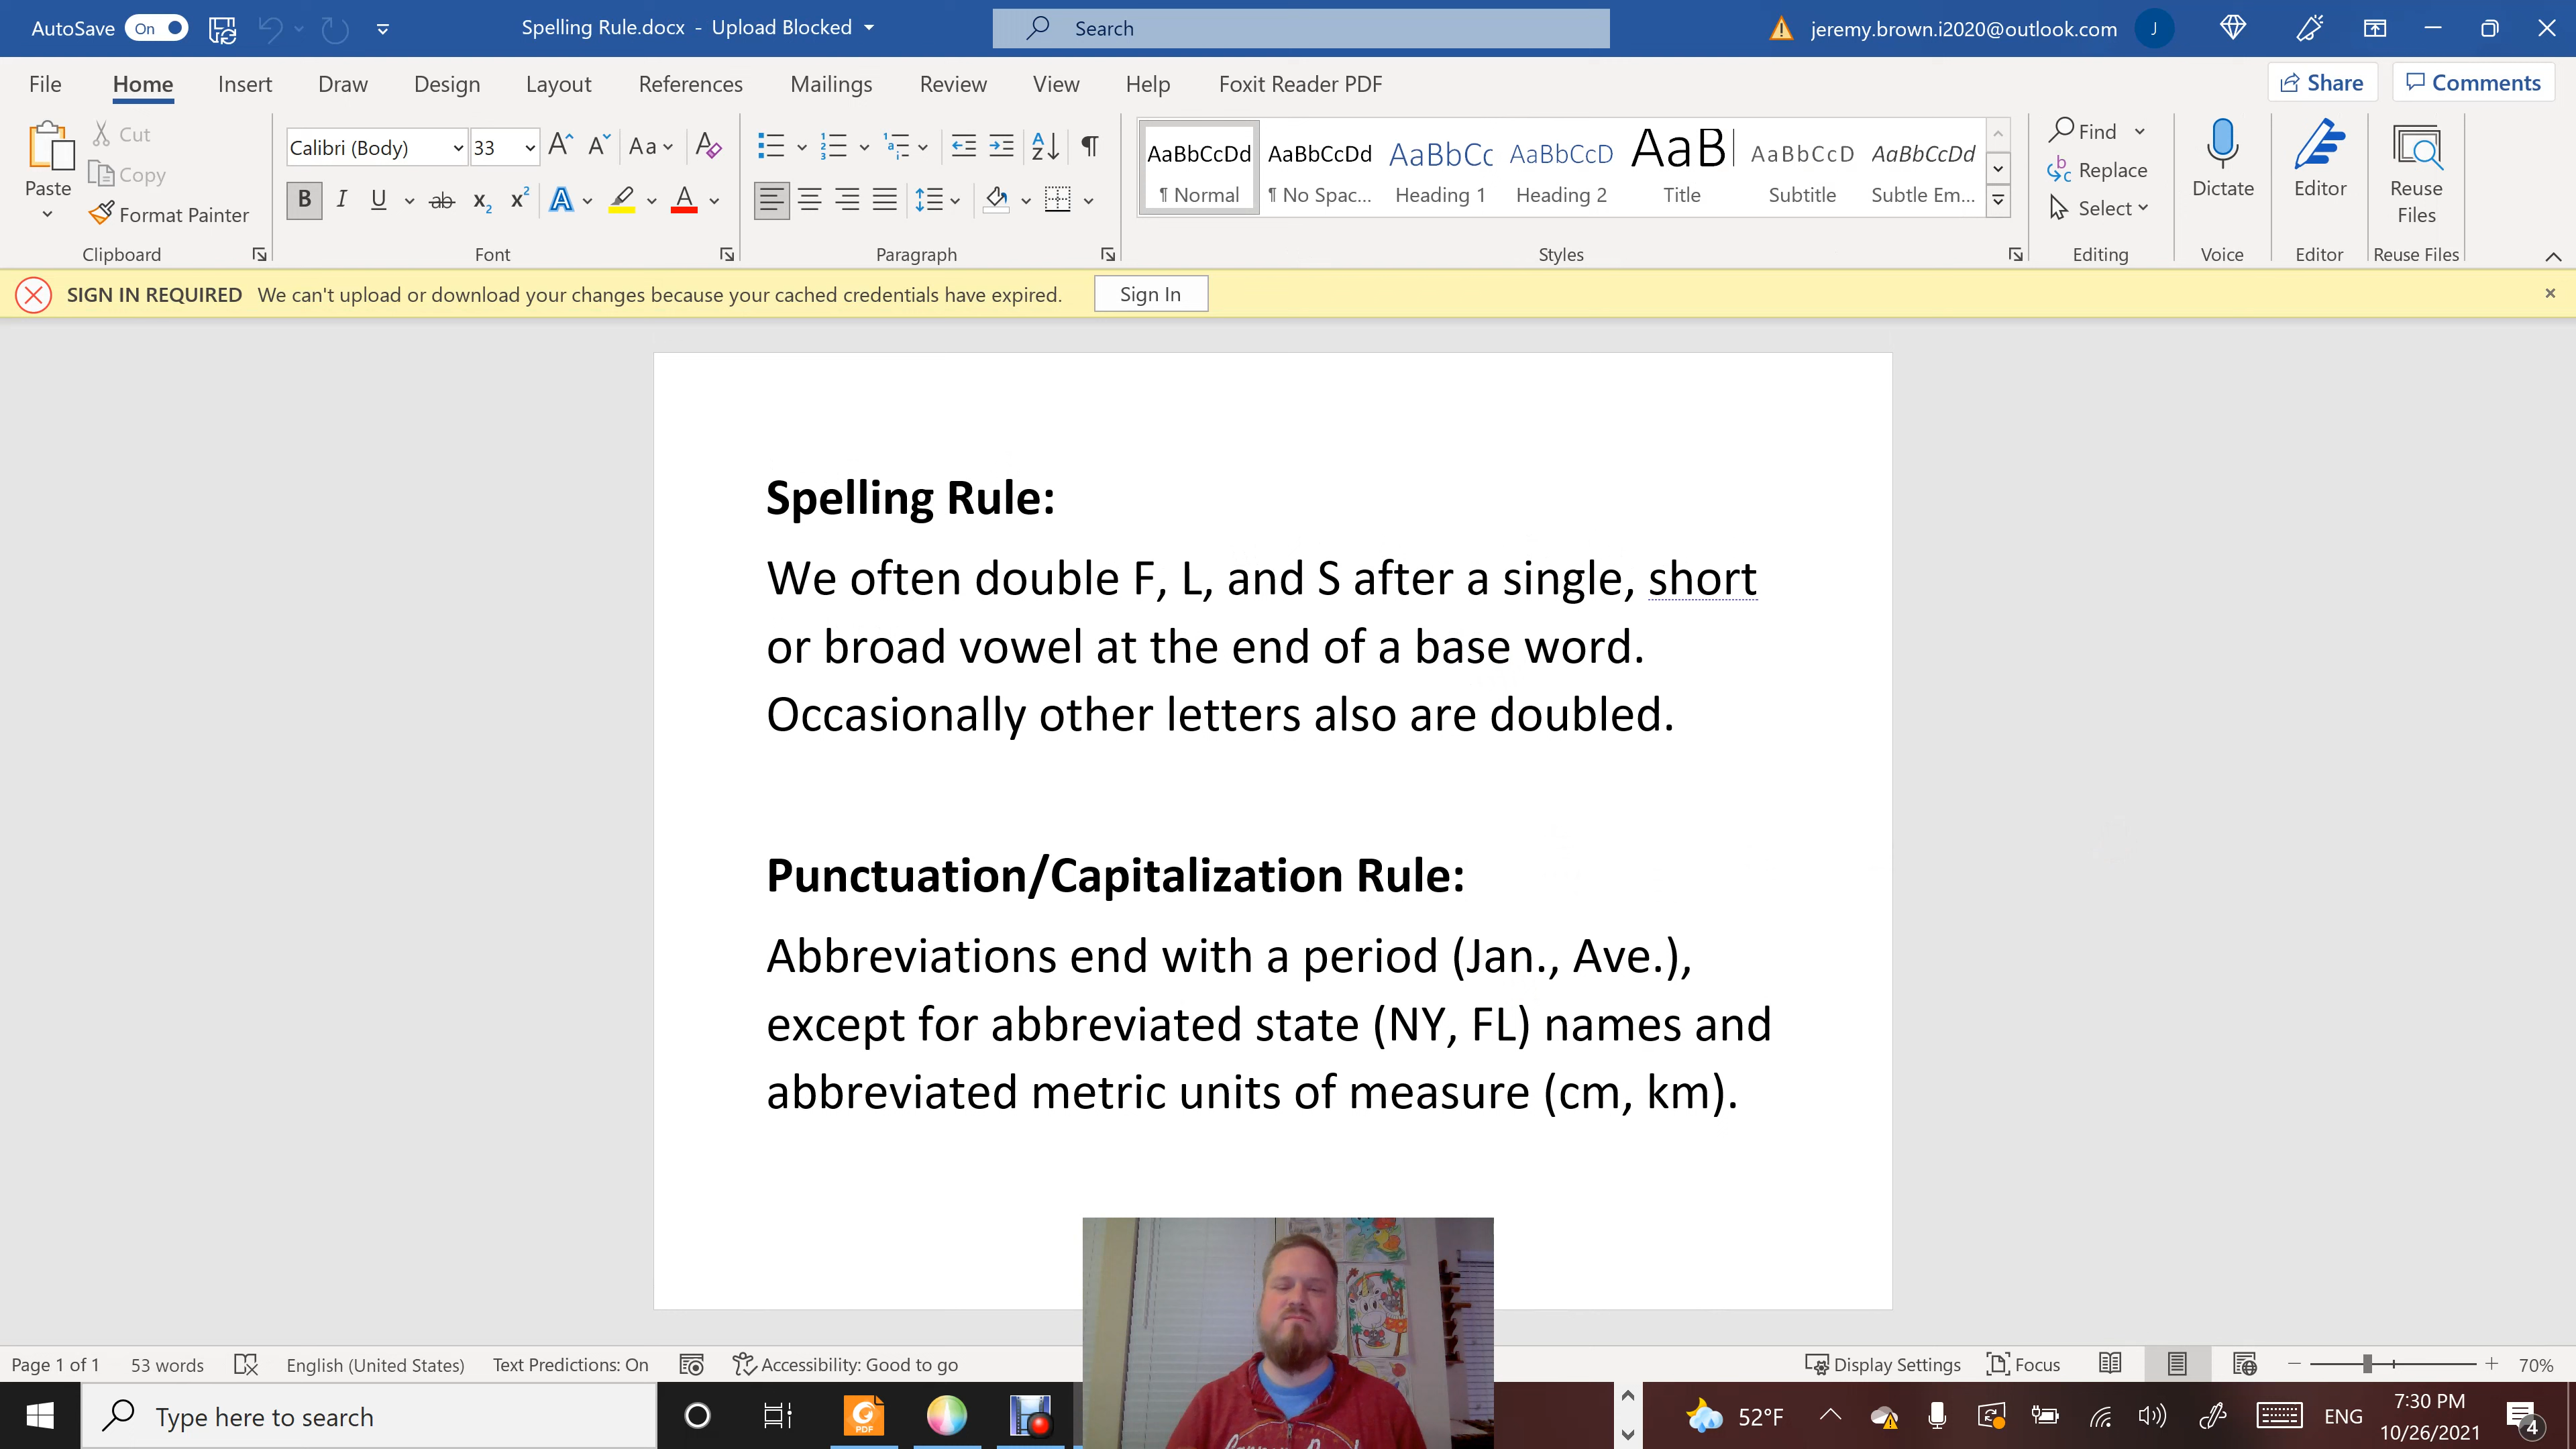 AutoSave On Spelling Rule.docx - Upload Blocked Search jeremy.brown.i2020@outlook.com J
File Home Insert Draw Design Layout References Mailings Review View Help Foxit Reader PDF Share Comments
Paste Cut Copy Format Painter
Calibri (Body) 33 Aa
AaBbCcDd AaBbCcDd AaBbCc AaBbCcD AaB AaBbCcD AaBbCcDd
¶ Normal ¶ No Spac... Heading 1 Heading 2 Title Subtitle Subtle Em...
Find Replace Select Dictate Editor Reuse Files
Clipboard Font Paragraph Styles Editing Voice Editor Reuse Files
SIGN IN REQUIRED We can't upload or download your changes because your cached credentials have expired. Sign In
Spelling Rule:
We often double F, L, and S after a single, short
or broad vowel at the end of a base word.
Occasionally other letters also are doubled.
Punctuation/Capitalization Rule:
Abbreviations end with a period (Jan., Ave.),
except for abbreviated state (NY, FL) names and
abbreviated metric units of measure (cm, km).
Page 1 of 1 53 words English (United States) Text Predictions: On Accessibility: Good to go Display Settings Focus 70%
Type here to search PDF 52°F ENG 7:30 PM
10/26/2021 4